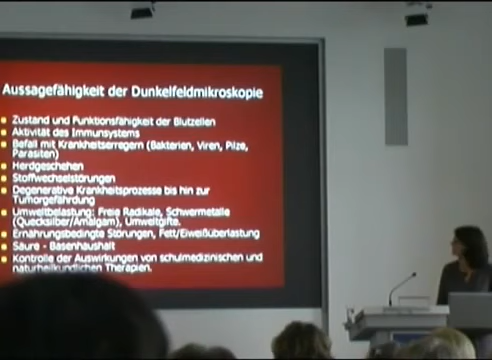 Aussagefähigkeit der Dunkelfeldmikroskopie
Zustand und Funktionsfähigkeit der Blutzellen
Aktivität des Immunsystems
Befall mit Krankheitserregern (Bakterien, Viren, Pilze,
Parasiten)
Herdgeschehen
Stoffwechselstörungen
Degenerative Krankheitsprozesse bis hin zur
Tumorgefährdung
Umweltbelastung: Freie Radikale, Schwermetalle
(Quecksilber/Amalgam), Umweltgifte.
Ernährungsbedingte Störungen, Fett/Eiweißüberlastung
Säure - Basenhaushalt
Kontrolle der Auswirkungen von schulmedizinischen und
naturheilkundlichen Therapien.